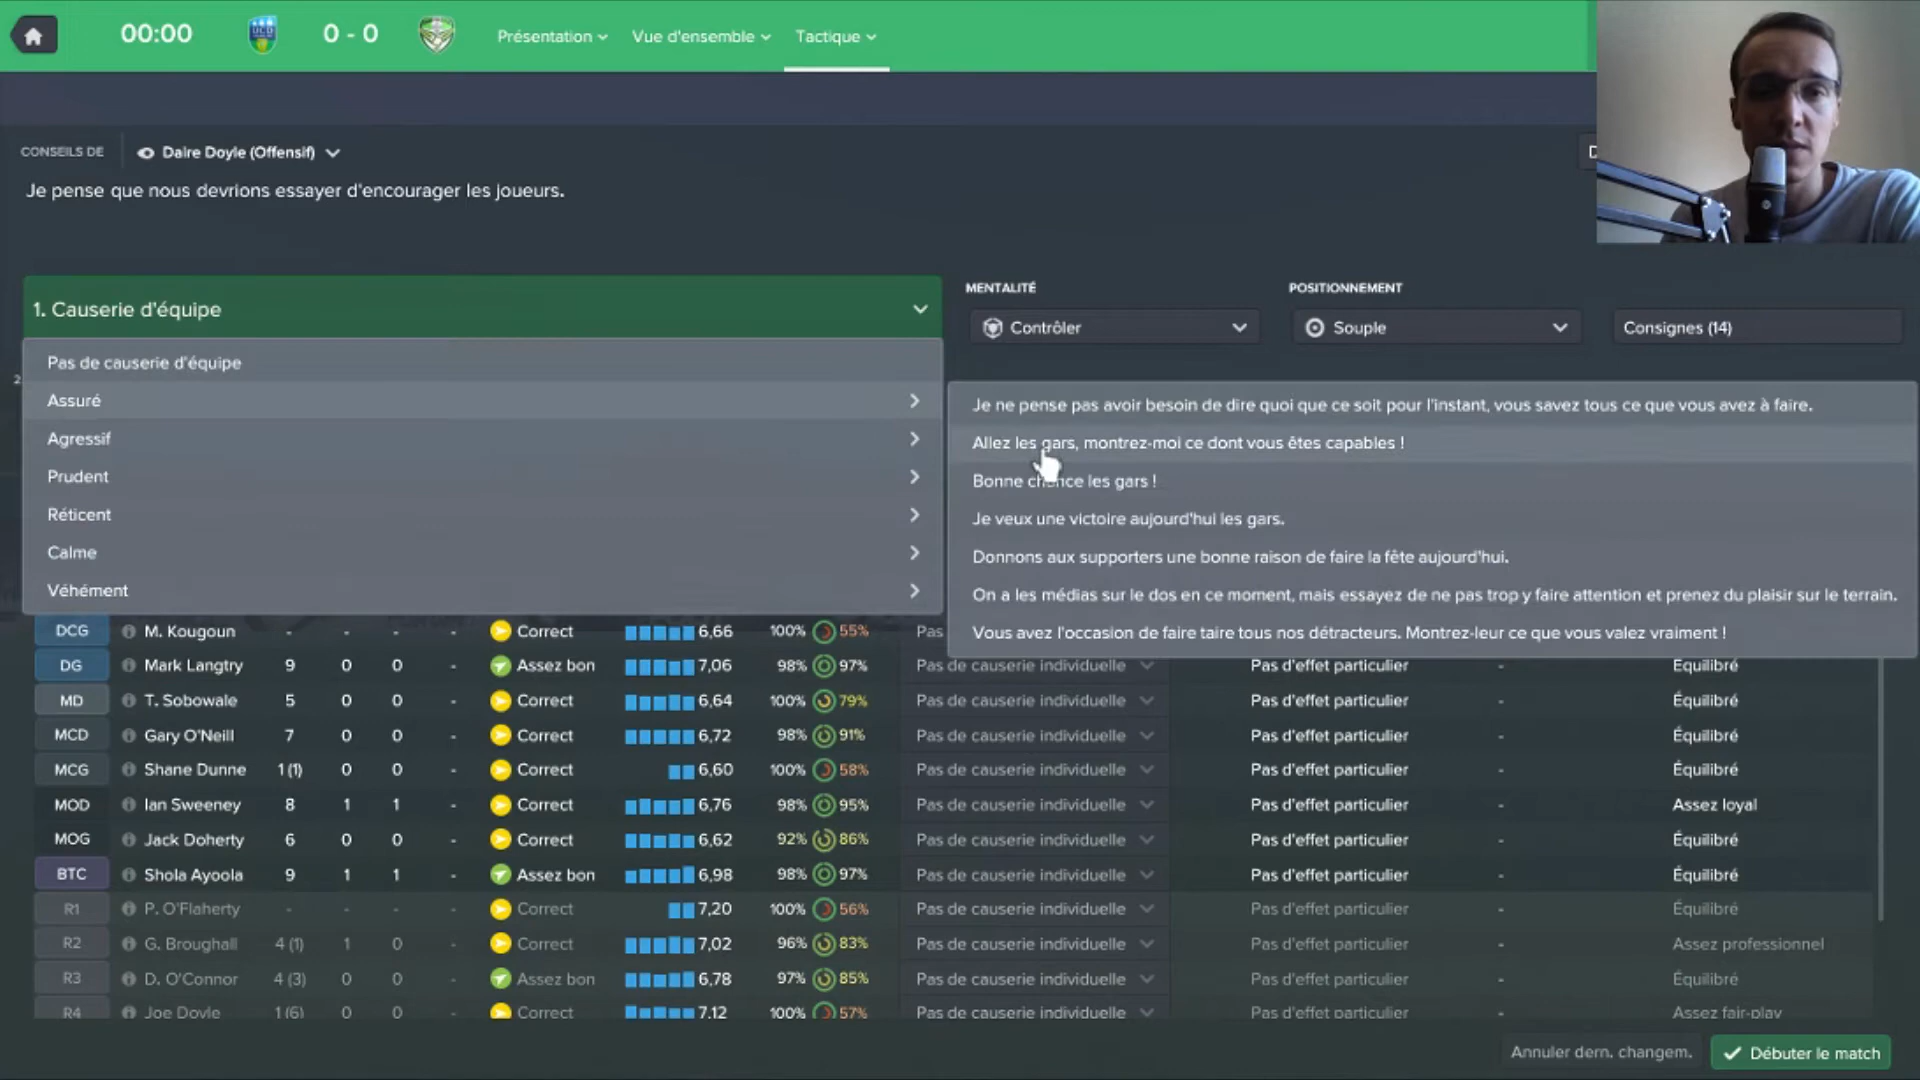 00:00 UCD 0 - 0 Présentation Vue d'ensemble Tactique
CONSEILS DE Daire Doyle (Offensif)
Je pense que nous devrions essayer d'encourager les joueurs.
MENTALITÉ POSITIONNEMENT
1. Causerie d'équipe Contrôler Souple Consignes (14)
Pas de causerie d'équipe
Assuré
Agressif
Prudent
Réticent
Calme
Véhément
Je ne pense pas avoir besoin de dire quoi que ce soit pour l'instant, vous savez tous ce que vous avez à faire.
Allez les gars, montrez-moi ce dont vous êtes capables !
Bonne chance les gars !
Je veux une victoire aujourd'hui les gars.
Donnons aux supporters une bonne raison de faire la fête aujourd'hui.
On a les médias sur le dos en ce moment, mais essayez de ne pas trop y faire attention et prenez du plaisir sur le terrain.
Vous avez l'occasion de faire taire tous nos détracteurs. Montrez-leur ce que vous valez vraiment !
DCG M. Kougoun - - - - Correct 6,66 100% 55% Pas
DG Mark Langtry 9 0 0 - Assez bon 7,06 98% 97% Pas de causerie individuelle Pas d'effet particulier - Équilibré
MD T. Sobowale 5 0 0 - Correct 6,64 100% 79% Pas de causerie individuelle Pas d'effet particulier - Équilibré
MCD Gary O'Neill 7 0 0 - Correct 6,72 98% 91% Pas de causerie individuelle Pas d'effet particulier - Équilibré
MCG Shane Dunne 1 (1) 0 0 - Correct 6,60 100% 58% Pas de causerie individuelle Pas d'effet particulier - Équilibré
MOD Ian Sweeney 8 1 1 - Correct 6,76 98% 95% Pas de causerie individuelle Pas d'effet particulier - Assez loyal
MOG Jack Doherty 6 0 0 - Correct 6,62 92% 86% Pas de causerie individuelle Pas d'effet particulier - Équilibré
BTC Shola Ayoola 9 1 1 - Assez bon 6,98 98% 97% Pas de causerie individuelle Pas d'effet particulier - Équilibré
R1 P. O'Flaherty - - - - Correct 7,20 100% 56% Pas de causerie individuelle Pas d'effet particulier - Équilibré
R2 G. Broughall 4 (1) 1 0 - Correct 7,02 96% 83% Pas de causerie individuelle Pas d'effet particulier - Assez professionnel
R3 D. O'Connor 4 (3) 0 0 - Assez bon 6,78 97% 85% Pas de causerie individuelle Pas d'effet particulier - Équilibré
R4 Joe Doyle 1 (6) 0 0 - Correct 7,12 100% 57% Pas de causerie individuelle Pas d'effet particulier - Assez fair-play
Annuler dern. changem. Débuter le match